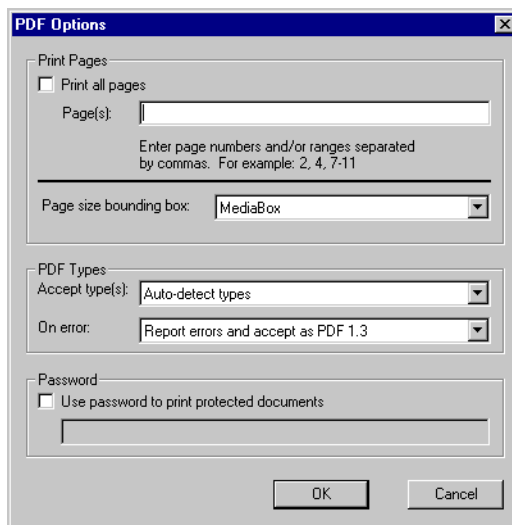 PDF Options
Print Pages
Print all pages
Page(s):
Enter page numbers and/or ranges separated
by commas.  For example: 2, 4, 7-11
Page size bounding box: MediaBox
PDF Types
Accept type(s): Auto-detect types
On error: Report errors and accept as PDF 1.3
Password
Use password to print protected documents
OK Cancel